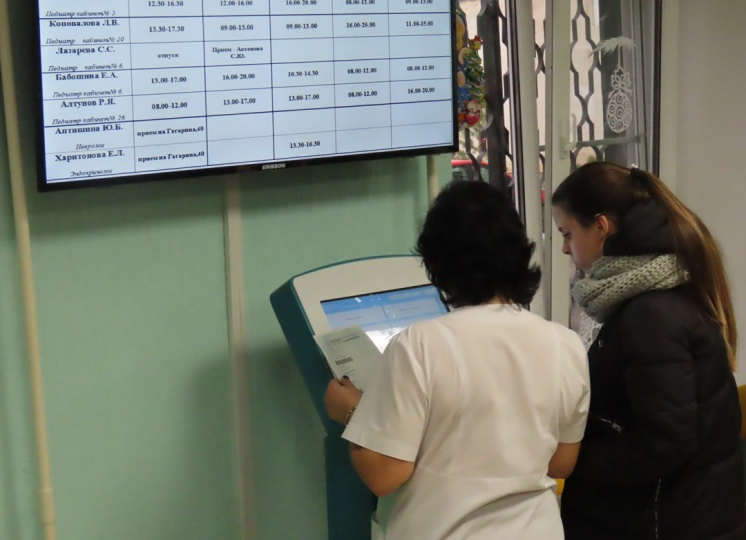 12.30-16.30 12.00-16.00 16.00-20.00 08.00-12.00 09.00-13.00
Педиатр кабинет№ 5
Коновалова Л.В. 13.30-17.30 09.00-13.00 09.00-13.00 16.00-20.00 11.00-15.00
Педиатр кабинет№ 20
Лазарева С.С. отпуск Прием
С.Ю.
Педиатр кабинет№ 6
Бабошина Е.А. 13.00-17.00 16.00-20.00 10.30-14.30 08.00-12.00 08.00-12.00
Педиатр кабинет№ 6
Алтунов Р.Я. 08.00-12.00 13.00-17.00 13.00-17.00 08.00-12.00 16.00-20.00
Педиатр кабинет№ 26
Антишина Ю.Б. прием на Гагарина,40
Невролог
Харитонова Е.Л. прием на Гагарина,40 13.30-16.30
Эндокринолог
ERISSON